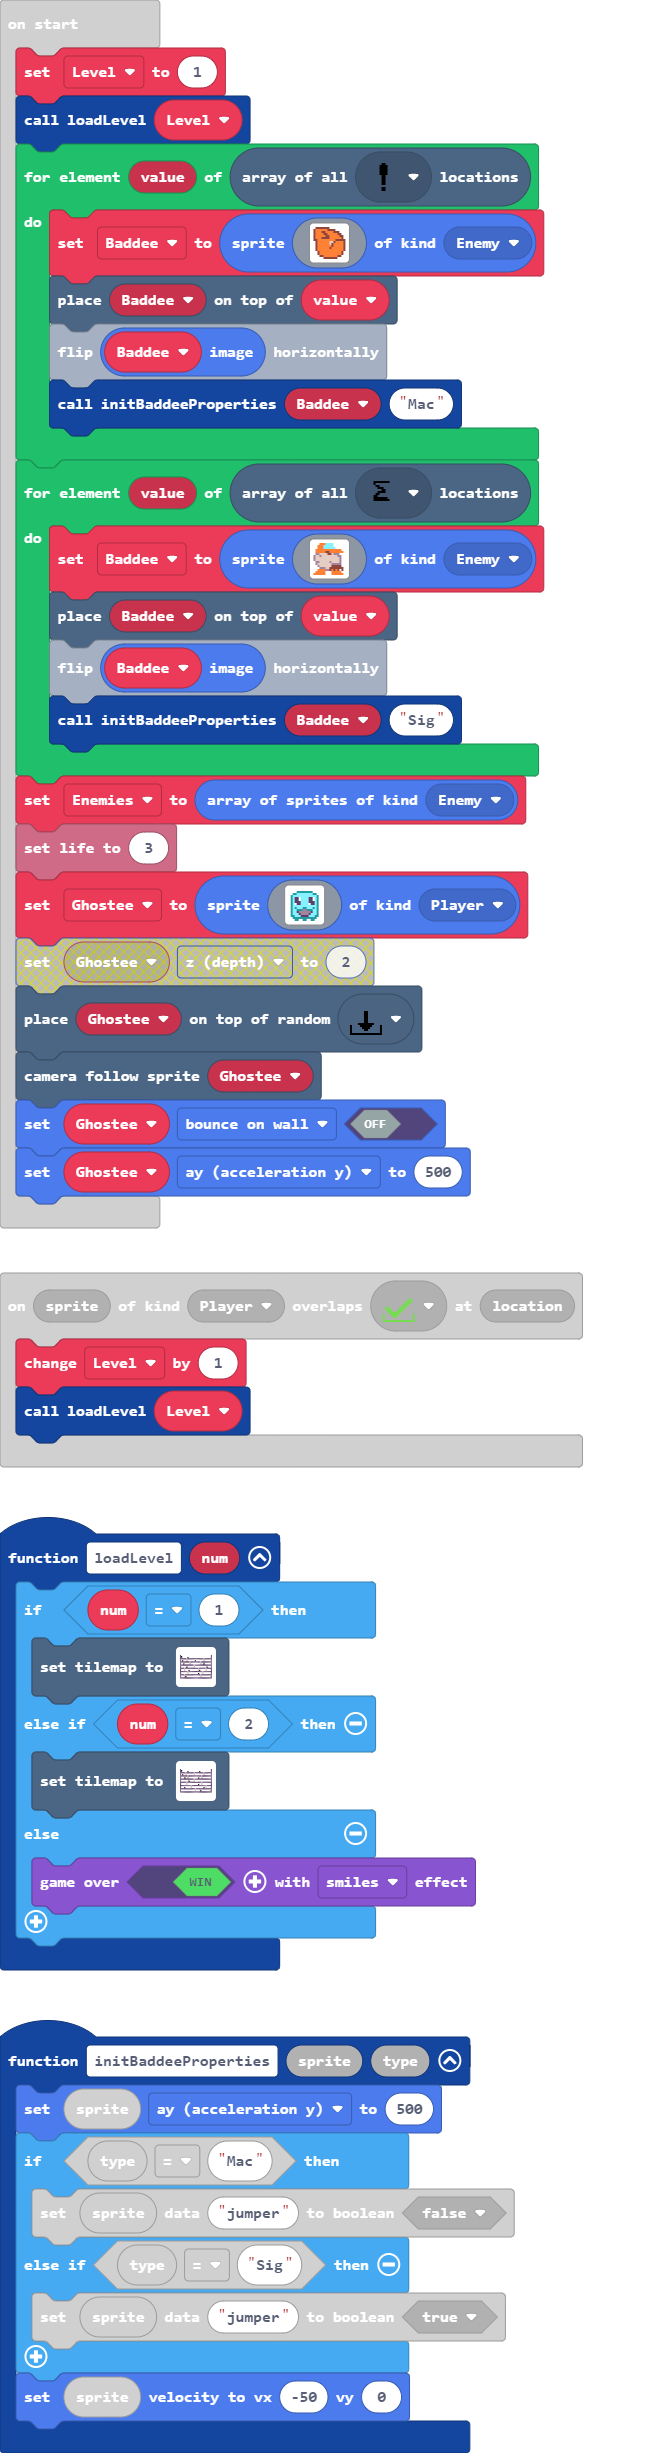 on start
set Level to 1
call loadLevel Level
for element value of array of all ! locations
do
set Baddee to sprite of kind Enemy
place Baddee on top of value
flip Baddee image horizontally
call initBaddeeProperties Baddee "Mac"
for element value of array of all Σ locations
do
set Baddee to sprite of kind Enemy
place Baddee on top of value
flip Baddee image horizontally
call initBaddeeProperties Baddee "Sig"
set Enemies to array of sprites of kind Enemy
set life to 3
set Ghostee to sprite of kind Player
set Ghostee z (depth) to 2
place Ghostee on top of random
camera follow sprite Ghostee
set Ghostee bounce on wall OFF
set Ghostee ay (acceleration y) to 500
on sprite of kind Player overlaps at location
change Level by 1
call loadLevel Level
function loadLevel num
if num = 1 then
set tilemap to
else if num = 2 then
set tilemap to
else
game over WIN with smiles effect
function initBaddeeProperties sprite type
set sprite ay (acceleration y) to 500
if type = "Mac" then
set sprite data "jumper" to boolean false
else if type = "Sig" then
set sprite data "jumper" to boolean true
set sprite velocity to vx -50 vy 0